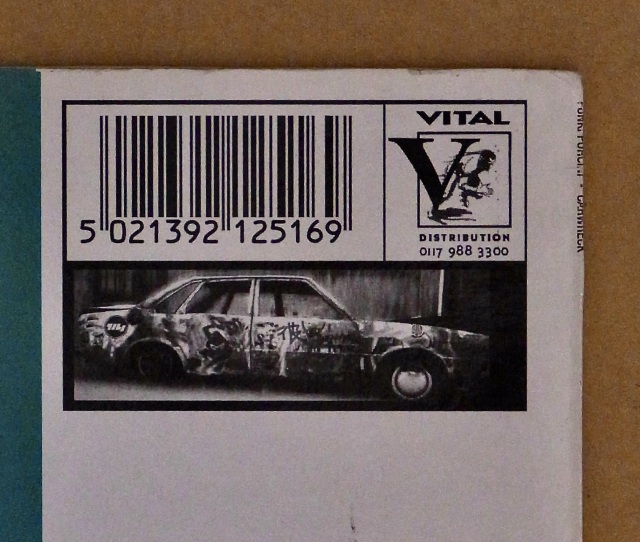 VITAL
V
DISTRIBUTION
0117 988 3300
5 021392 125169